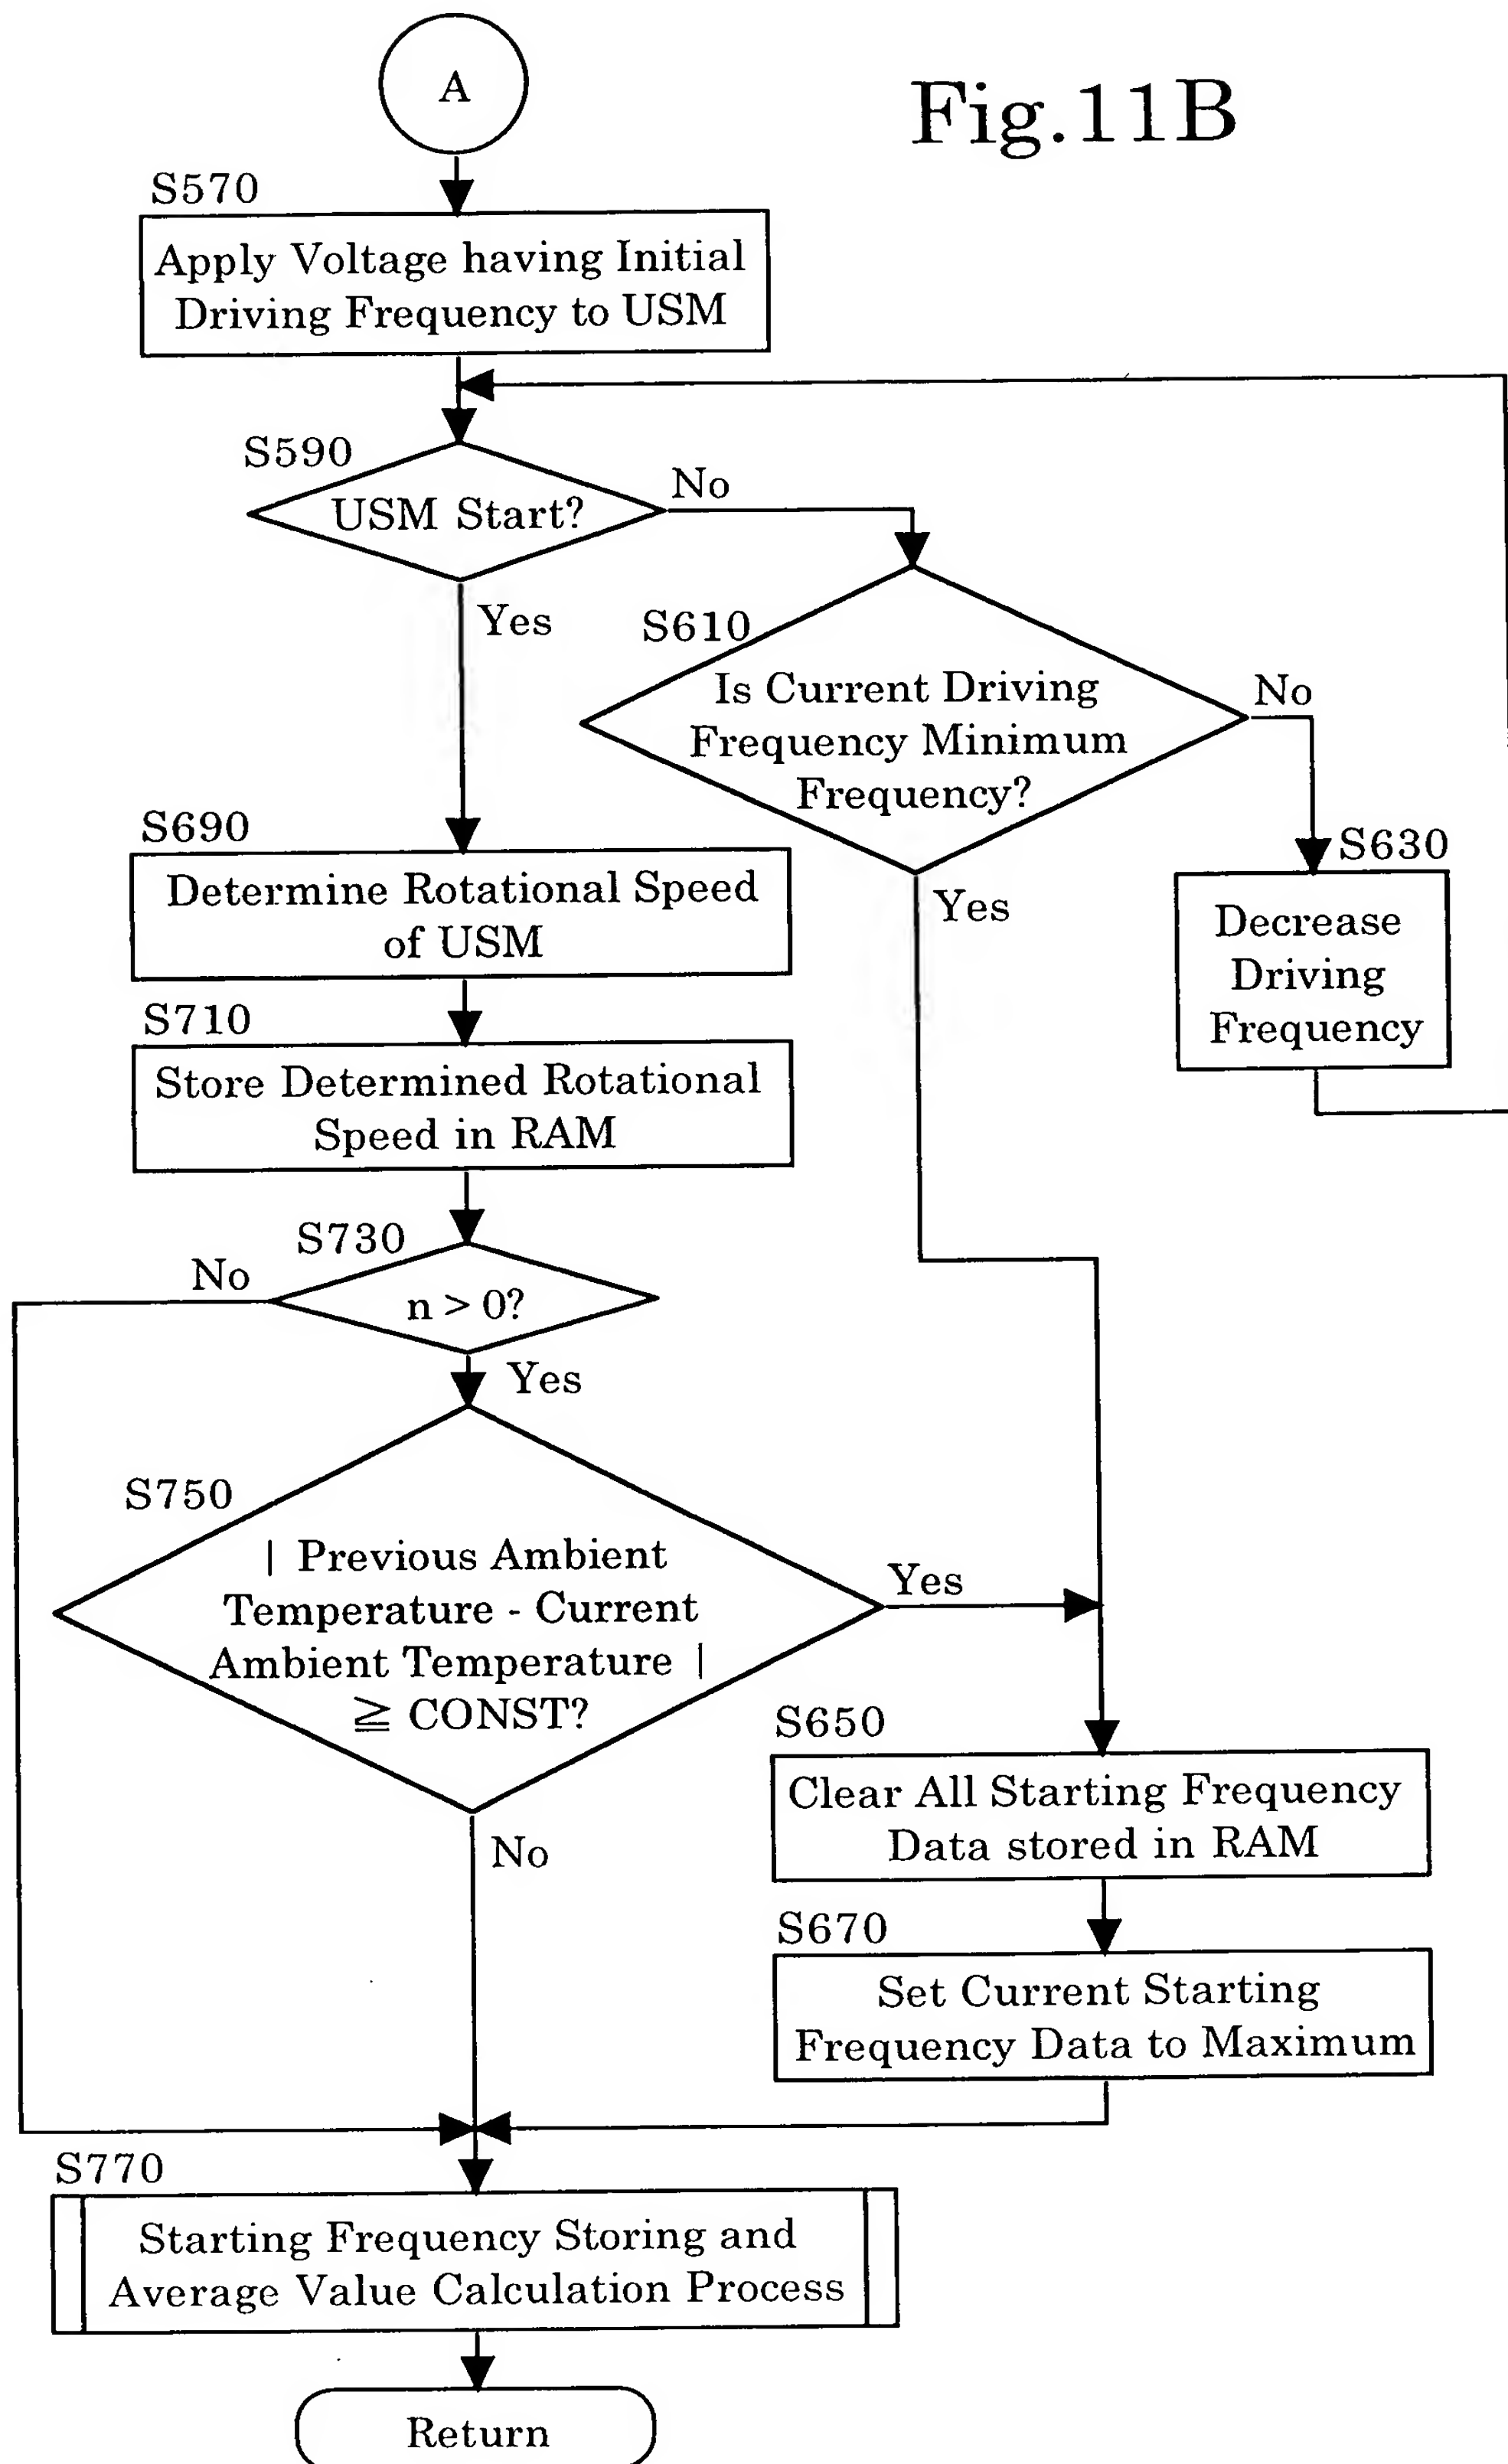 A
Fig.11B
S570
Apply Voltage having Initial
Driving Frequency to USM
S590
USM Start?
No
Yes
S610
Is Current Driving
Frequency Minimum
Frequency?
No
Yes
S630
Decrease
Driving
Frequency
S690
Determine Rotational Speed
of USM
S710
Store Determined Rotational
Speed in RAM
S730
n > 0?
No
Yes
S750
| Previous Ambient
Temperature - Current
Ambient Temperature |
≧ CONST?
Yes
No
S650
Clear All Starting Frequency
Data stored in RAM
S670
Set Current Starting
Frequency Data to Maximum
S770
Starting Frequency Storing and
Average Value Calculation Process
Return